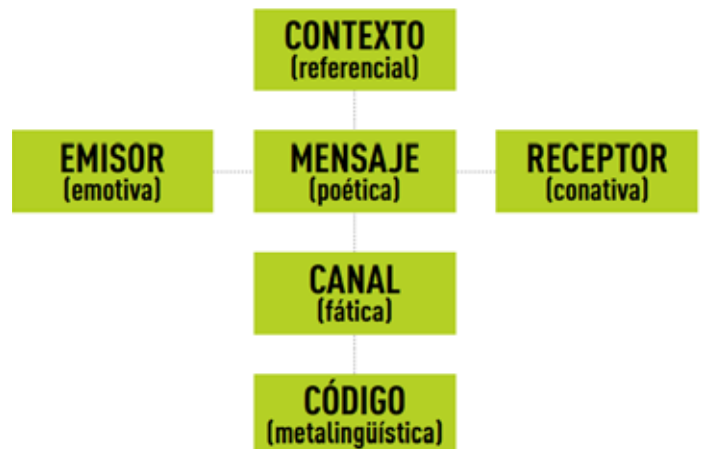 CONTEXTO
(referencial)
EMISOR
(emotiva)
MENSAJE
(poética)
RECEPTOR
(conativa)
CANAL
(fática)
CÓDIGO
(metalingüística)